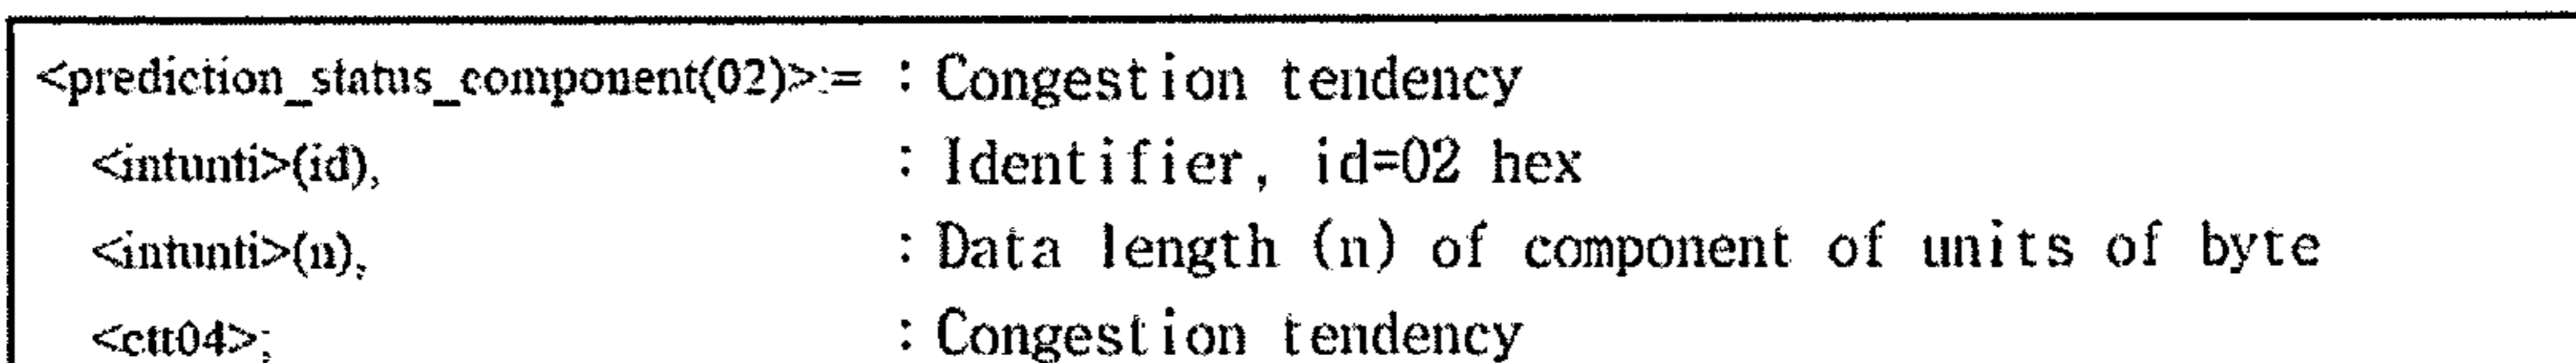 <prediction_status_component(02)>:= : Congestion tendency
<intunti>(id), : Identifier, id=02 hex
<intunti>(n), : Data length (n) of component of units of byte
<ctt04>; : Congestion tendency